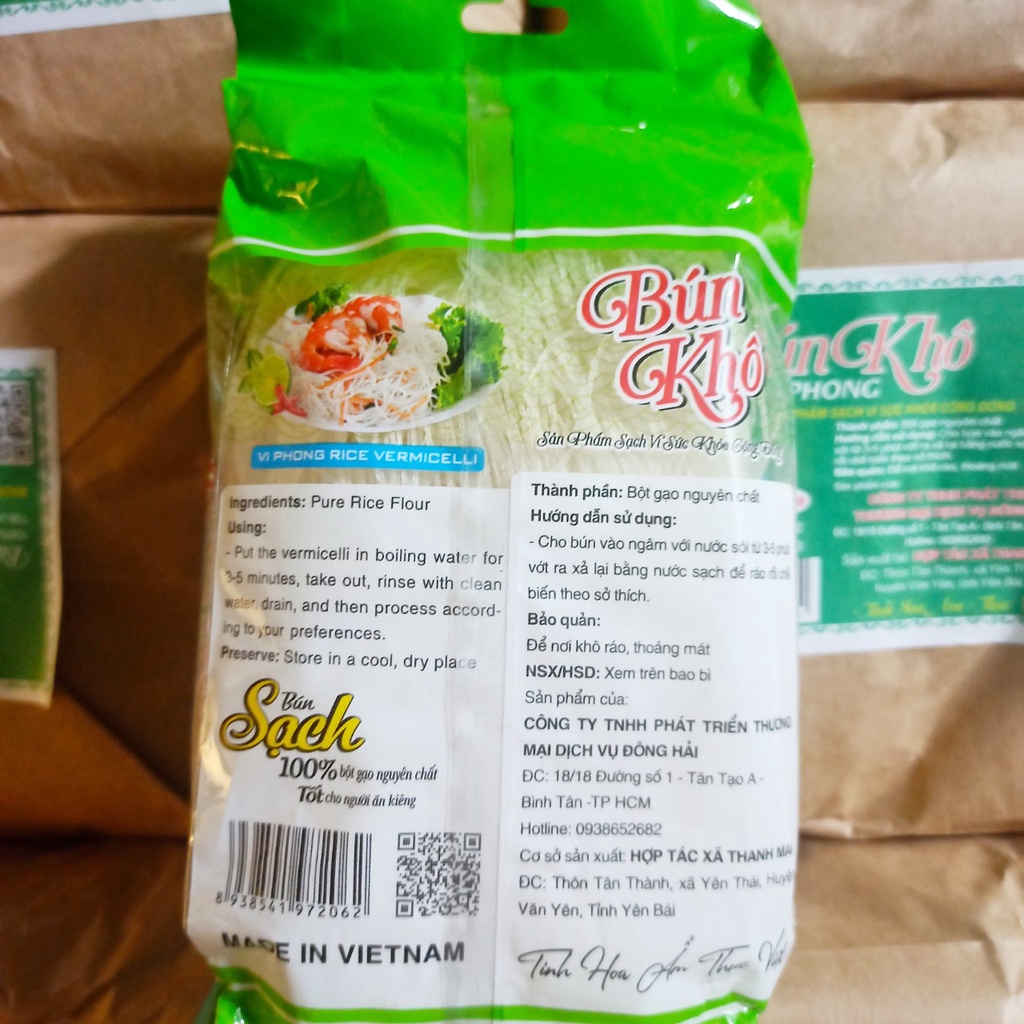 Bún
Khô
Sản Phẩm Sạch Vì Sức Khỏe Cộng
VI PHONG RICE VERMICELLI
Ingredients: Pure Rice Flour
Using:
- Put the vermicelli in boiling water for
3-5 minutes, take out, rinse with clean
water, drain, and then process accord-
ing to your preferences.
Preserve: Store in a cool, dry place
Bún
Sạch
100% bột gạo nguyên chất
Tốt cho người ăn kiêng
8 938541 972062
MADE IN VIETNAM
Thành phần: Bột gạo nguyên chất
Hướng dẫn sử dụng:
- Cho bún vào ngâm với nước sôi từ 3-5 phút
vớt ra xả lại bằng nước sạch để ráo rồi chế
biến theo sở thích.
Bảo quản:
Để nơi khô ráo, thoáng mát
NSX/HSD: Xem trên bao bì
Sản phẩm của:
CÔNG TY TNHH PHÁT TRIỂN THƯƠNG
MẠI DỊCH VỤ ĐÔNG HẢI
ĐC: 18/18 Đường số 1 - Tân Tạo A -
Bình Tân -TP HCM
Hotline: 0938652682
Cơ sở sản xuất: HỢP TÁC XÃ THANH MAI
ĐC: Thôn Tân Thành, xã Yên Thái, Huyện
Văn Yên, Tỉnh Yên Bái
Tinh Hoa Ẩm Thực Việt
Khô
PHONG